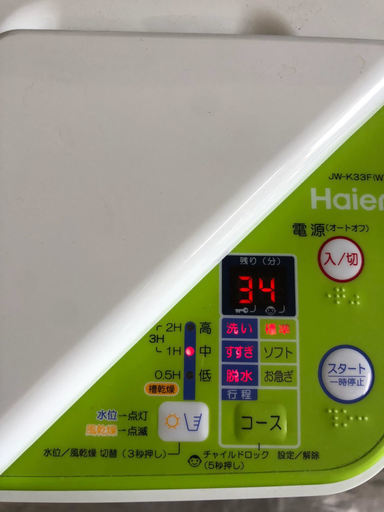 JW-K33F(W
Haier
電源(オートオフ)
入/切
残り(分)
34
2H 高
3H
1H 中
0.5H 低
槽乾燥
洗い 標準
すすぎ ソフト
脱水 お急ぎ
行程
スタート
一時停止
水位―点灯
風乾燥―点滅
コース
水位/風乾燥 切替(3秒押し)
チャイルドロック 設定/解除
(5秒押し)